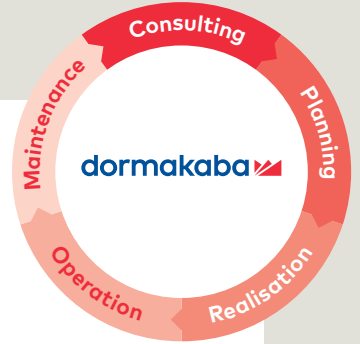 Consulting
Planning
Realisation
Operation
Maintenance
dormakaba